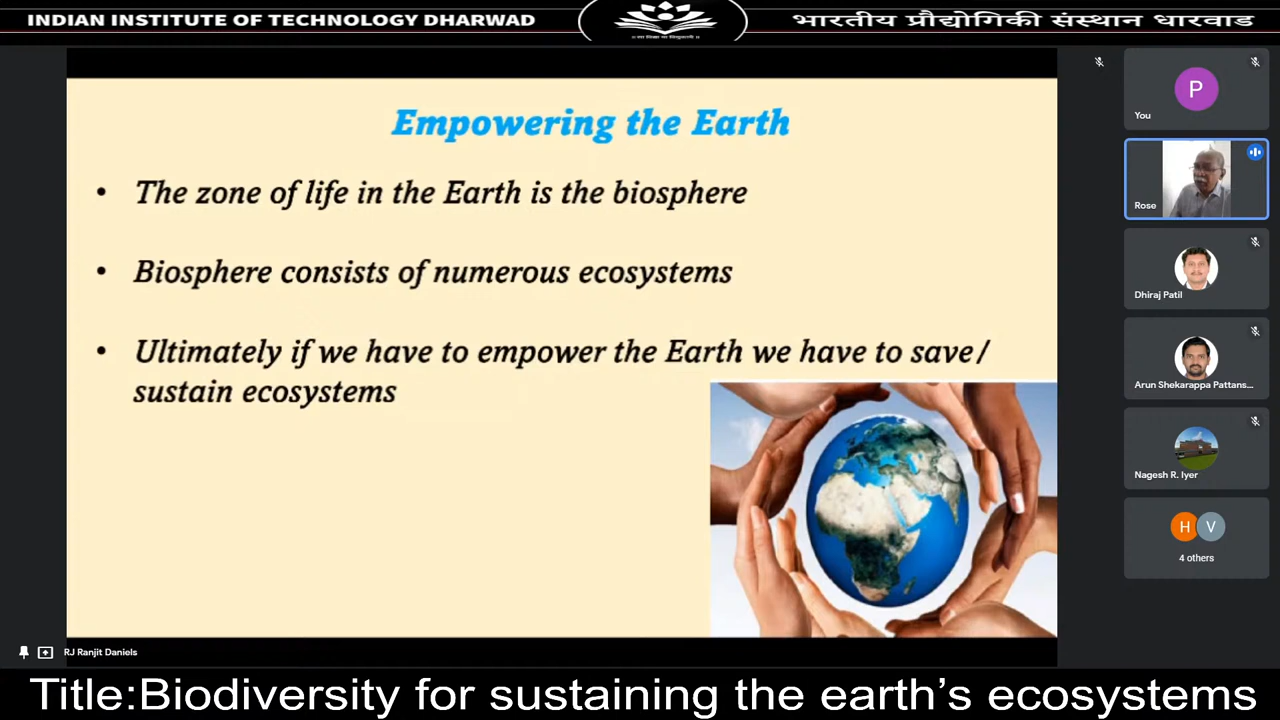 INDIAN INSTITUTE OF TECHNOLOGY DHARWAD
भारतीय प्रौद्योगिकी संस्थान धारवाड
Empowering the Earth
• The zone of life in the Earth is the biosphere
• Biosphere consists of numerous ecosystems
• Ultimately if we have to empower the Earth we have to save/
sustain ecosystems
P
You
Rose
Dhiraj Patil
Arun Shekarappa Pattans...
Nagesh R. Iyer
H V
4 others
RJ Ranjit Daniels
Title:Biodiversity for sustaining the earth's ecosystems